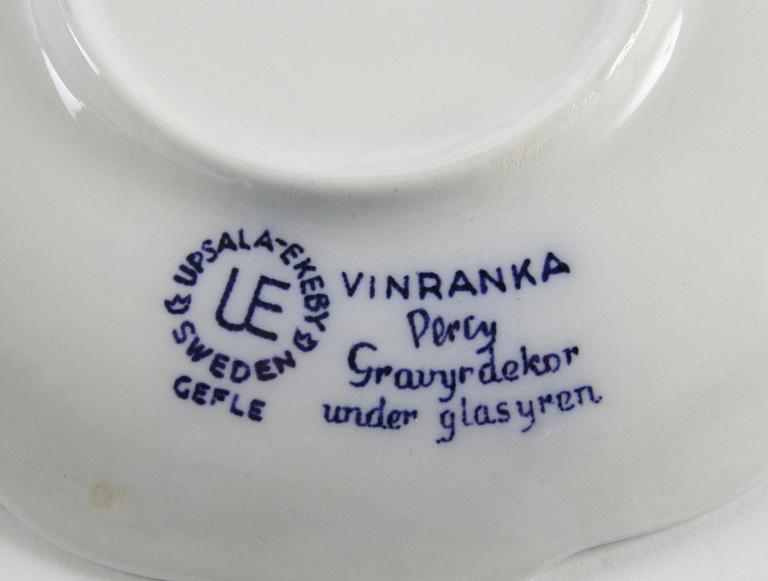 UPSALA-EKEBY
UE
SWEDEN
GEFLE
VINRANKA
Percy
Gravyrdekor
under glasyren